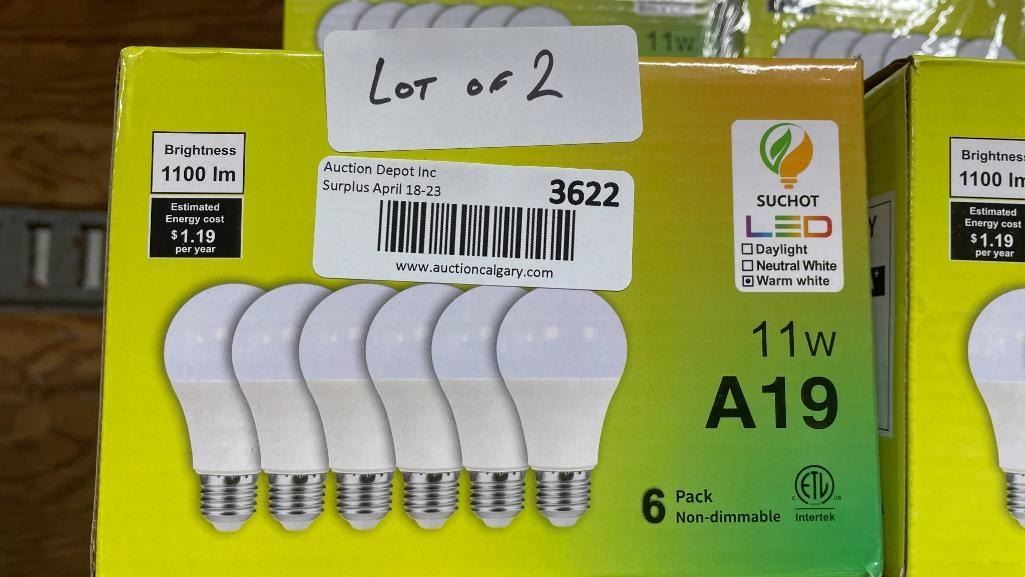 11w
LOT OF 2
Auction Depot Inc
Surplus April 18-23
3622
www.auctioncalgary.com
Brightness
1100 lm
Estimated
Energy cost
$1.19
per year
SUCHOT
LED
Daylight
Neutral White
Warm white
11w
A19
6 Pack
Non-dimmable
ETL
C US
Intertek
Brightness
1100 lm
Estimated
Energy cost
$1.19
per year